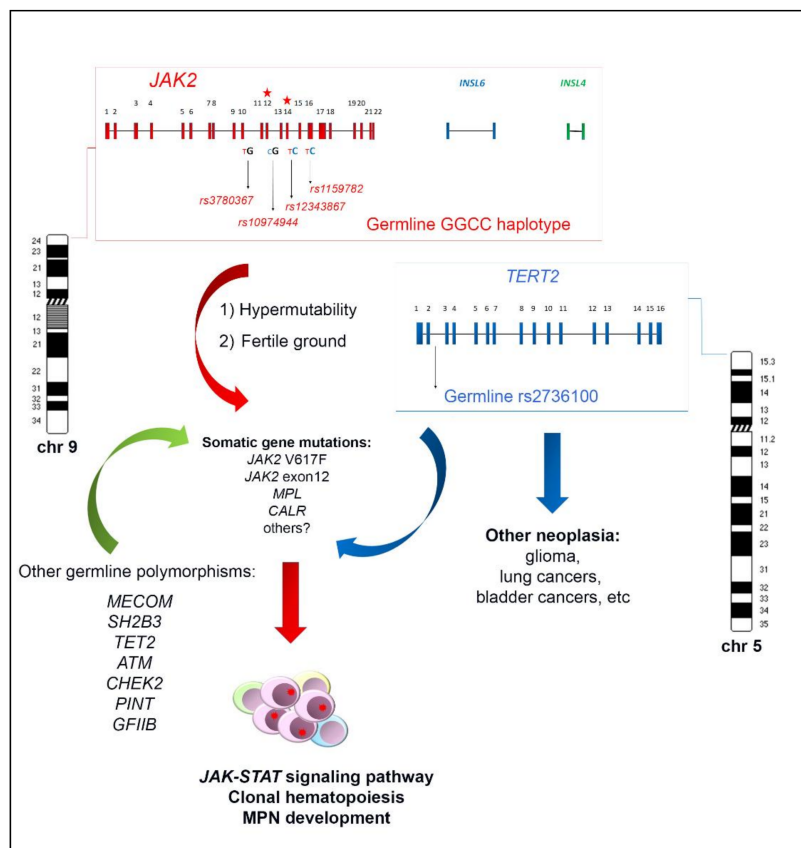 JAK2
INSL6
INSL4
1 2 3 4 5 6 7 8 9 10 11 12 13 14 15 16 17 18 19 20 21 22
TG CG TC TC
rs3780367
rs10974944
rs12343867
rs1159782
Germline GGCC haplotype
24
23
21
13
12
12
13
21
22
31
32
33
34
chr 9
1) Hypermutability
2) Fertile ground
TERT2
1 2 3 4 5 6 7 8 9 10 11 12 13 14 15 16
Germline rs2736100
15.3
15.1
14
13
12
11.2
12
13
14
15
21
22
23
31
32
33
34
35
chr 5
Somatic gene mutations:
JAK2 V617F
JAK2 exon12
MPL
CALR
others?
Other neoplasia:
glioma,
lung cancers,
bladder cancers, etc
Other germline polymorphisms:
MECOM
SH2B3
TET2
ATM
CHEK2
PINT
GFIIB
JAK-STAT signaling pathway
Clonal hematopoiesis
MPN development